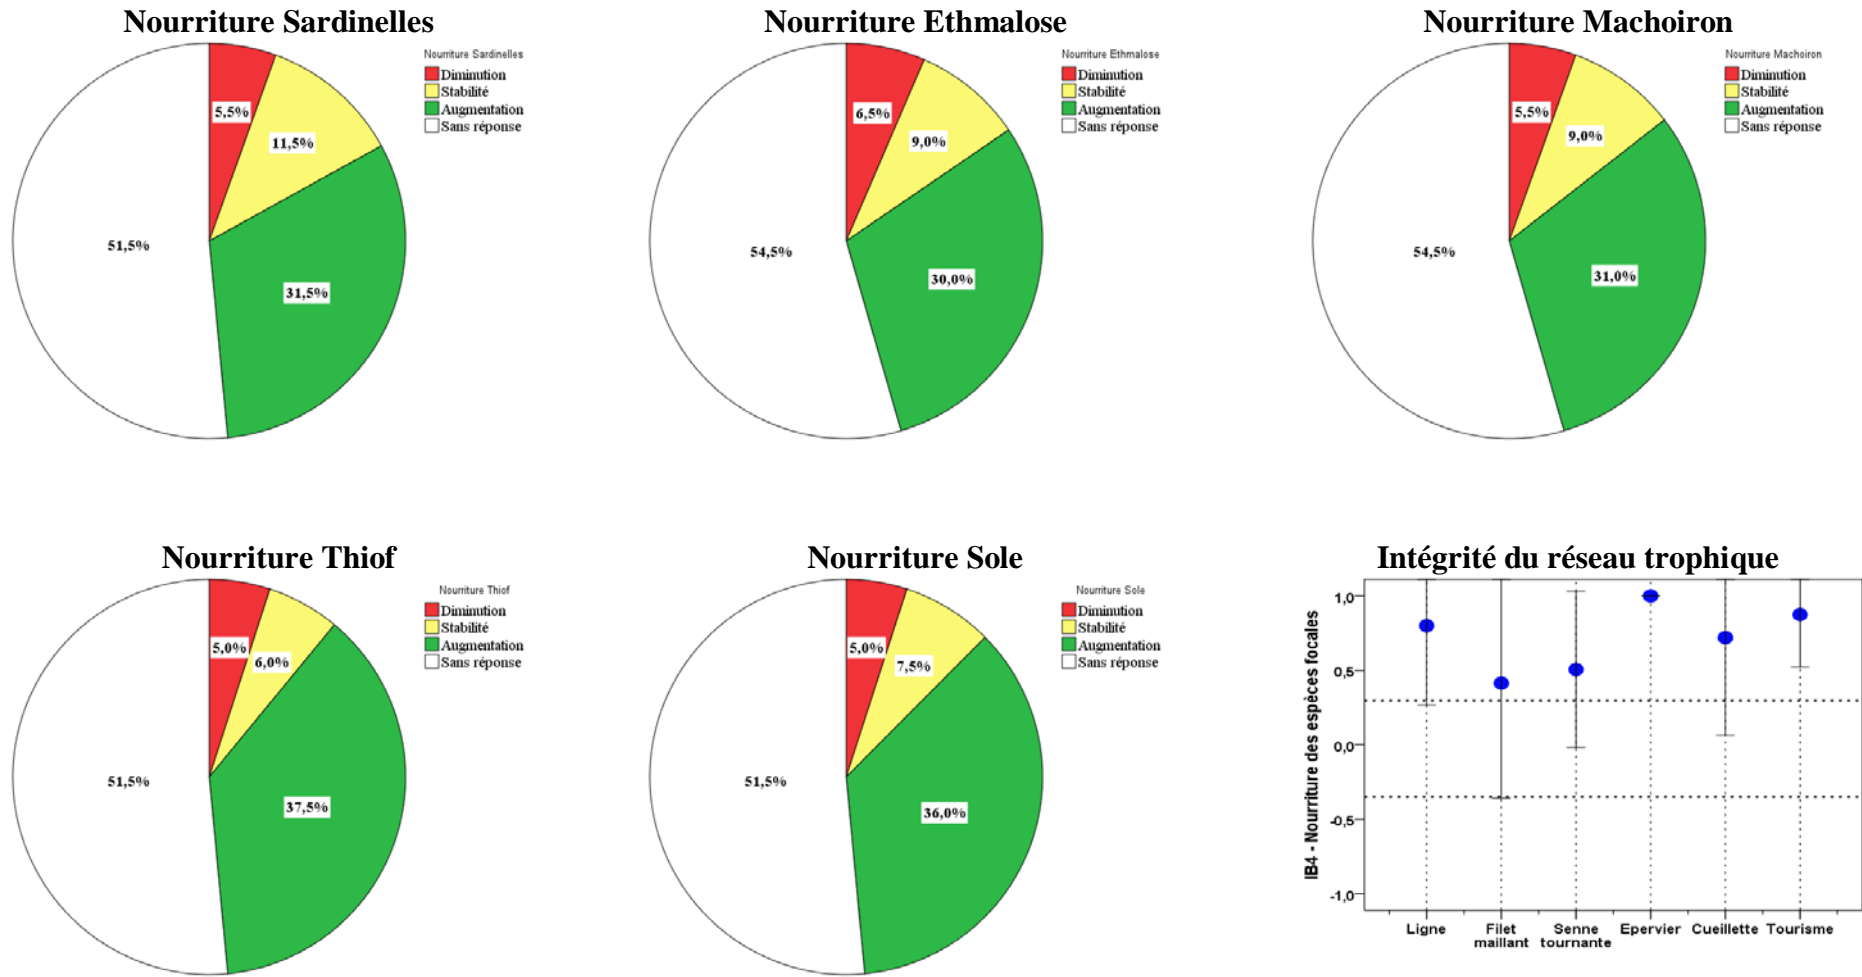 Nourriture Sardinelles
Nourriture Sardinelles
Diminution
Stabilité
Augmentation
Sans réponse
5,5%
11,5%
31,5%
51,5%
Nourriture Ethmalose
Nourriture Ethmalose
Diminution
Stabilité
Augmentation
Sans réponse
6,5%
9,0%
30,0%
54,5%
Nourriture Machoiron
Nourriture Machoiron
Diminution
Stabilité
Augmentation
Sans réponse
5,5%
9,0%
31,0%
54,5%
Nourriture Thiof
Nourriture Thiof
Diminution
Stabilité
Augmentation
Sans réponse
5,0%
6,0%
37,5%
51,5%
Nourriture Sole
Nourriture Sole
Diminution
Stabilité
Augmentation
Sans réponse
5,0%
7,5%
36,0%
51,5%
Intégrité du réseau trophique
IB4 - Nourriture des espèces focales
1,0
0,5
0,0
-0,5
-1,0
Ligne
Filet
maillant
Senne
tournante
Epervier
Cueillette
Tourisme